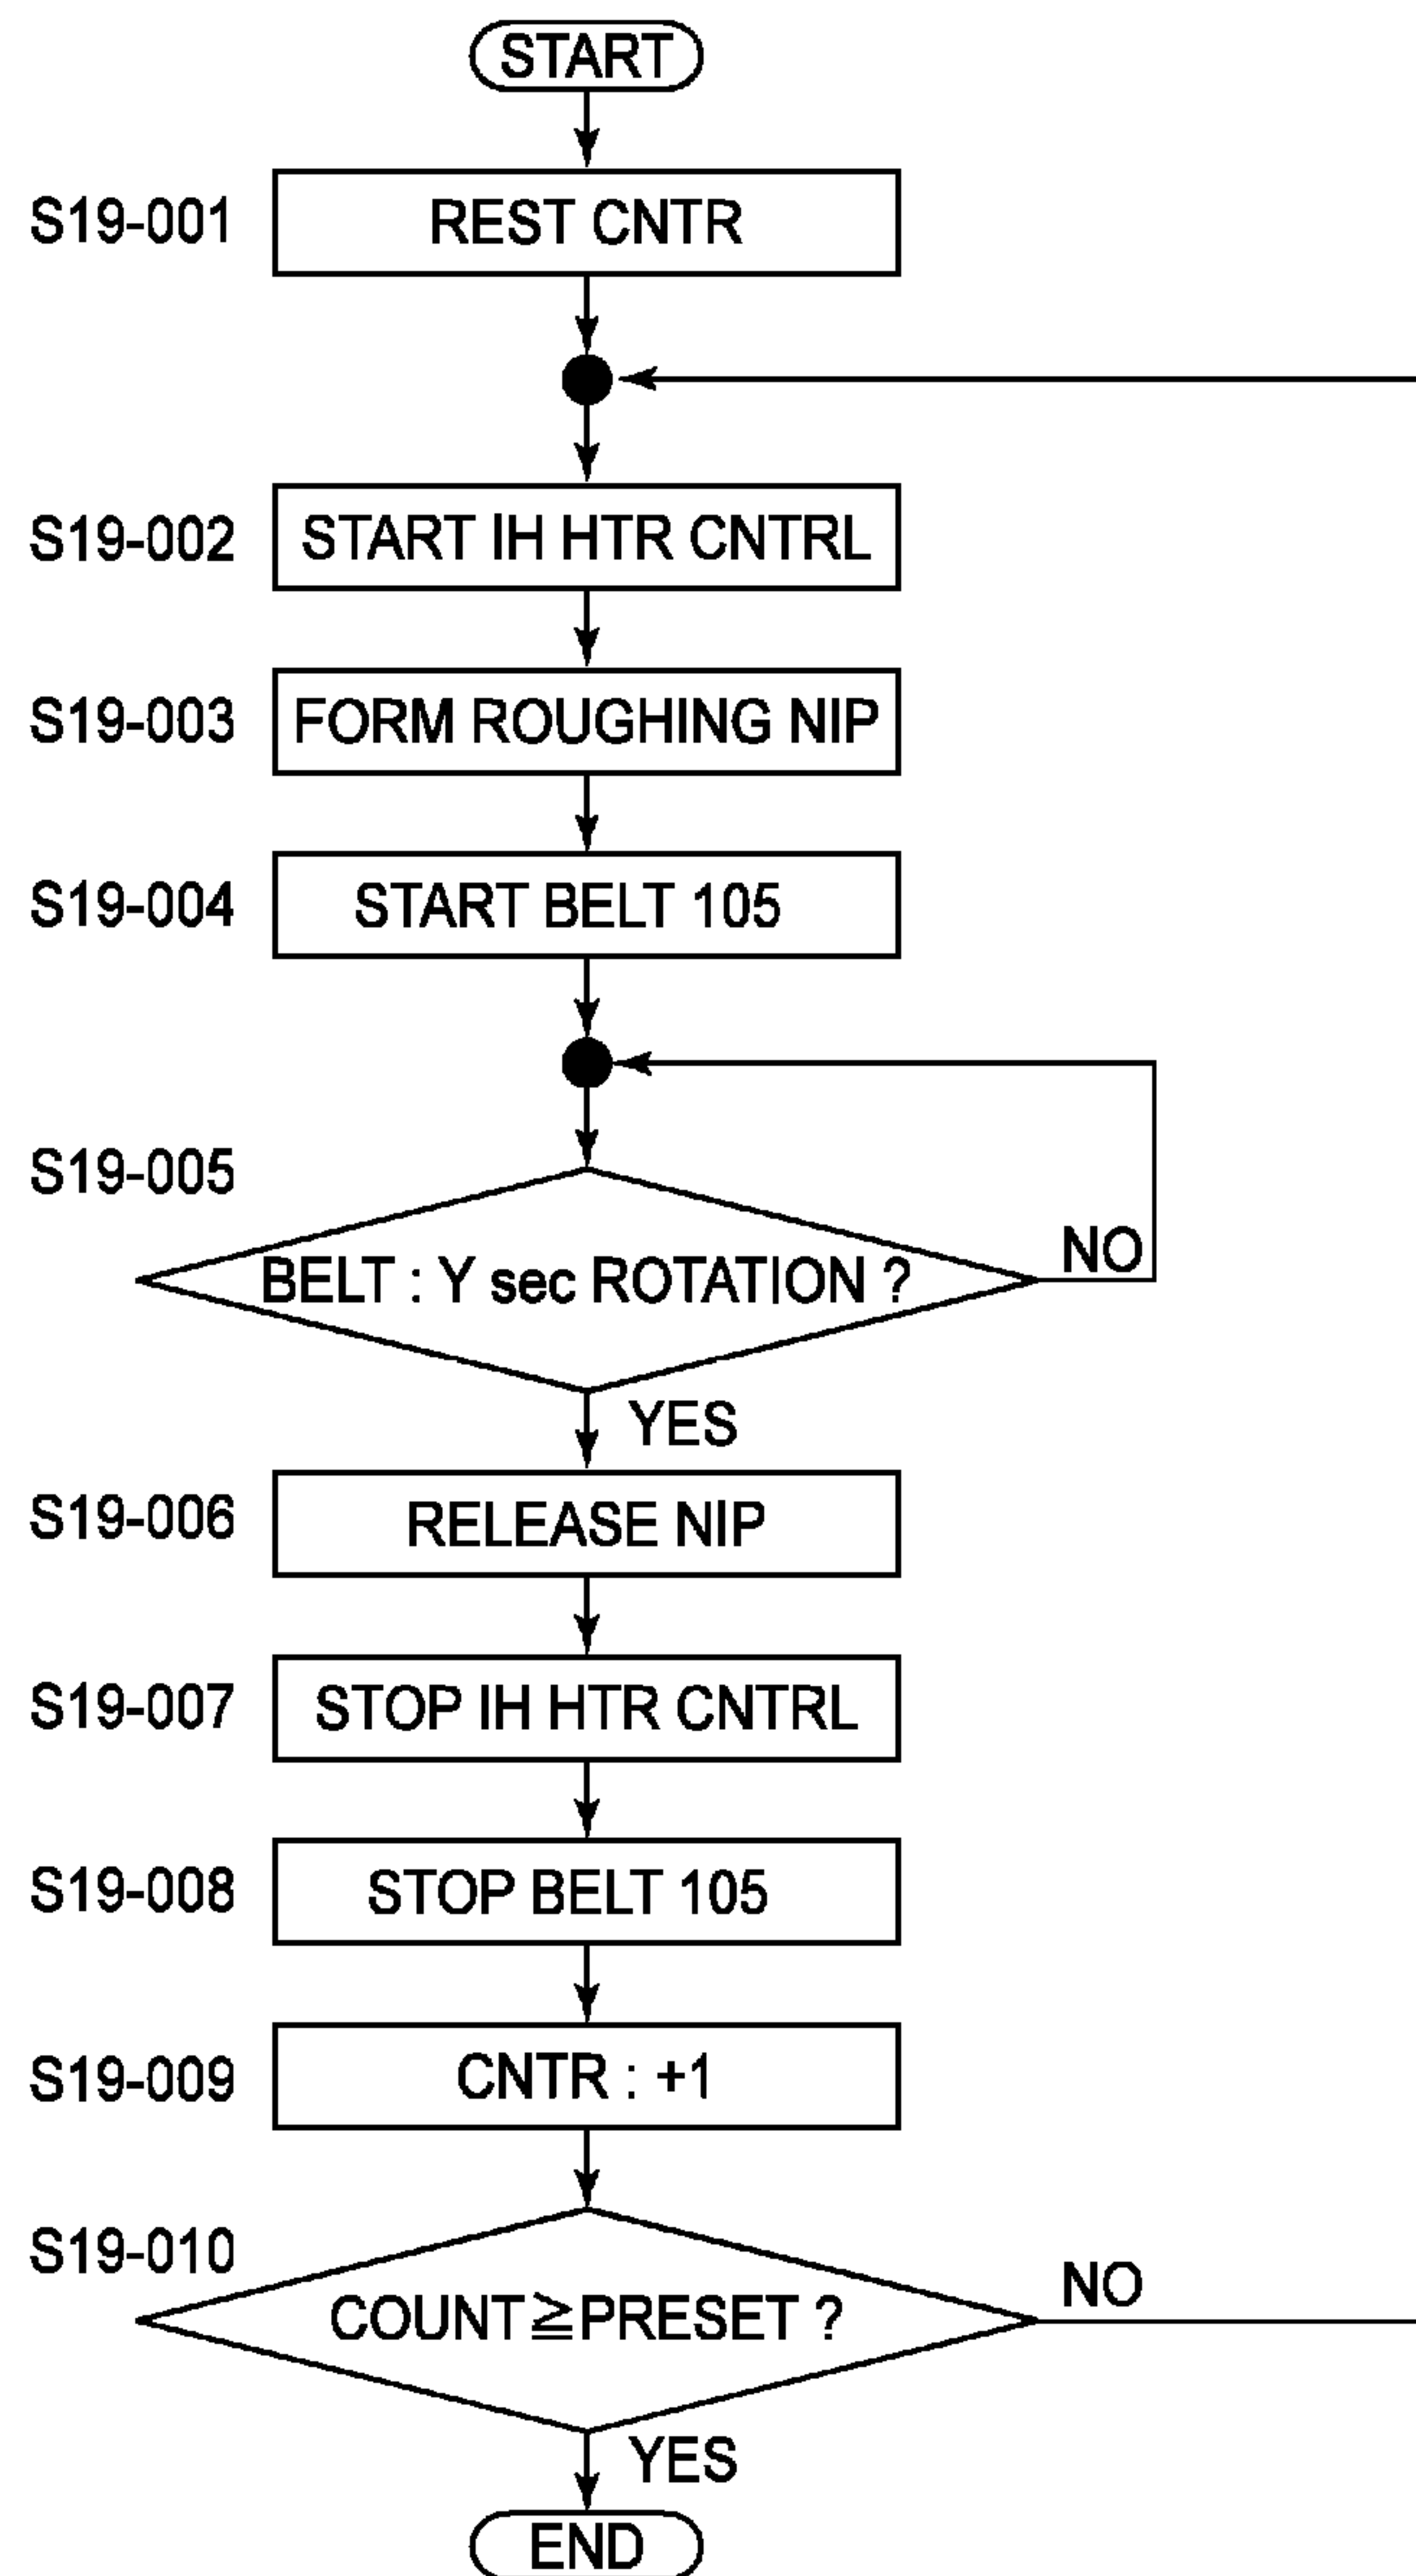 START
S19-001
REST CNTR
S19-002
START IH HTR CNTRL
S19-003
FORM ROUGHING NIP
S19-004
START BELT 105
S19-005
BELT : Y sec ROTATION ?
NO
YES
S19-006
RELEASE NIP
S19-007
STOP IH HTR CNTRL
S19-008
STOP BELT 105
S19-009
CNTR : +1
S19-010
COUNT≧PRESET ?
NO
YES
END